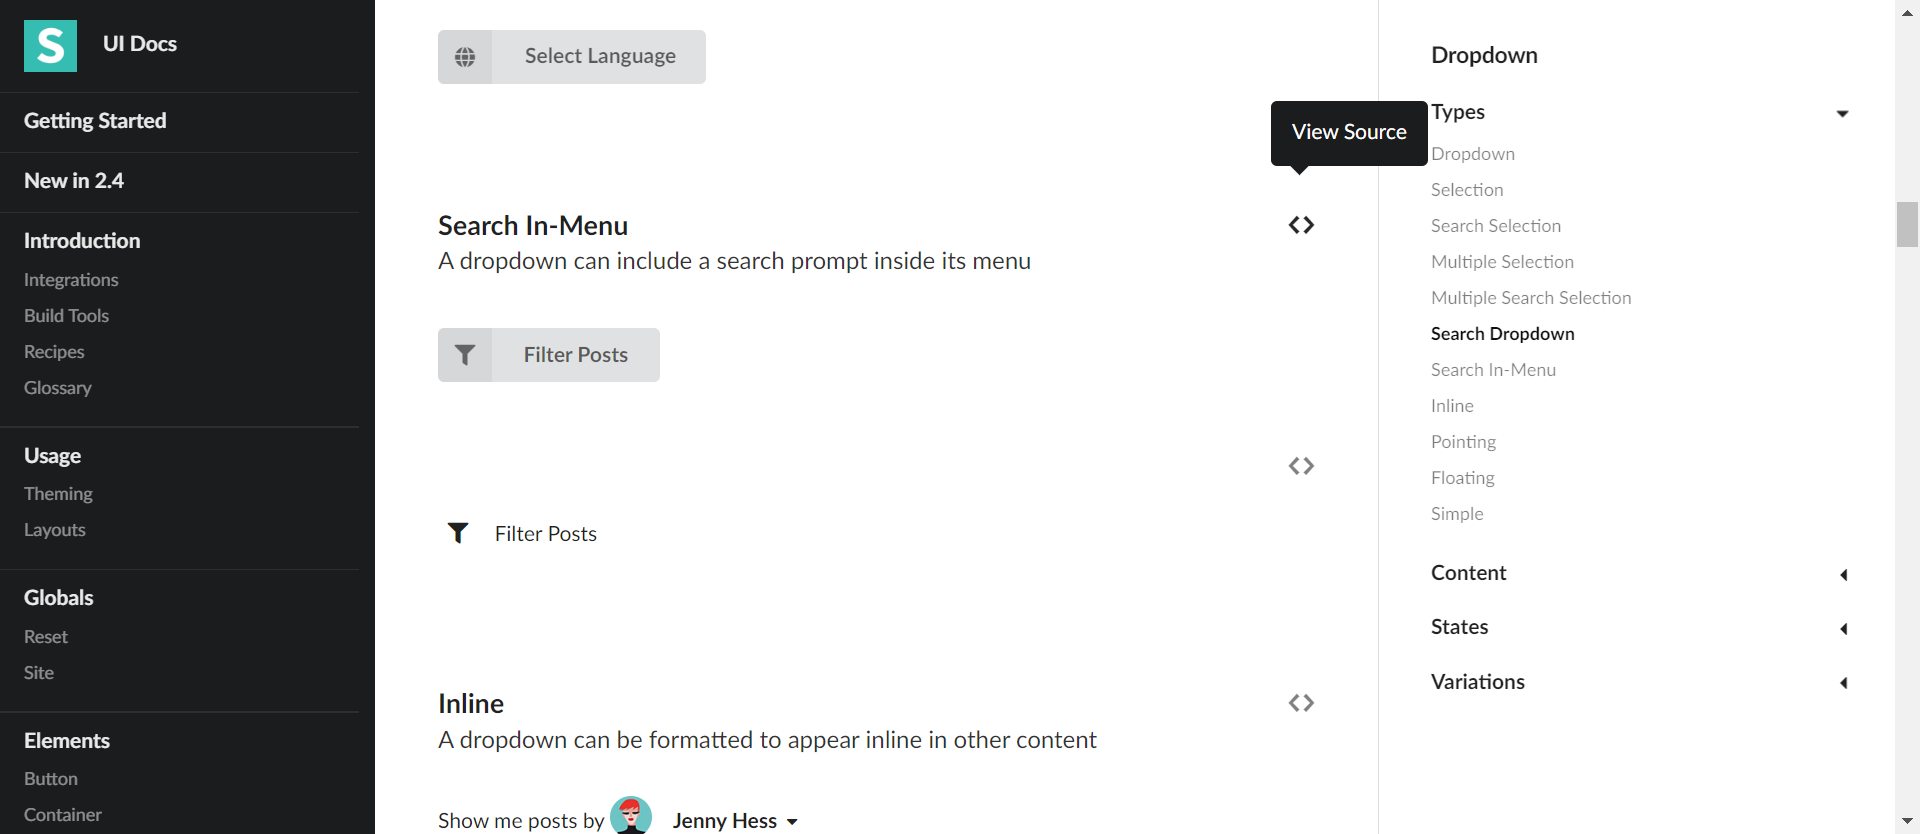 S
UI Docs
Getting Started
New in 2.4
Introduction
Integrations
Build Tools
Recipes
Glossary
Usage
Theming
Layouts
Globals
Reset
Site
Elements
Button
Container
Select Language
View Source
Search In-Menu
A dropdown can include a search prompt inside its menu
Filter Posts
Filter Posts
Inline
A dropdown can be formatted to appear inline in other content
Show me posts by Jenny Hess
Dropdown
Types
Dropdown
Selection
Search Selection
Multiple Selection
Multiple Search Selection
Search Dropdown
Search In-Menu
Inline
Pointing
Floating
Simple
Content
States
Variations